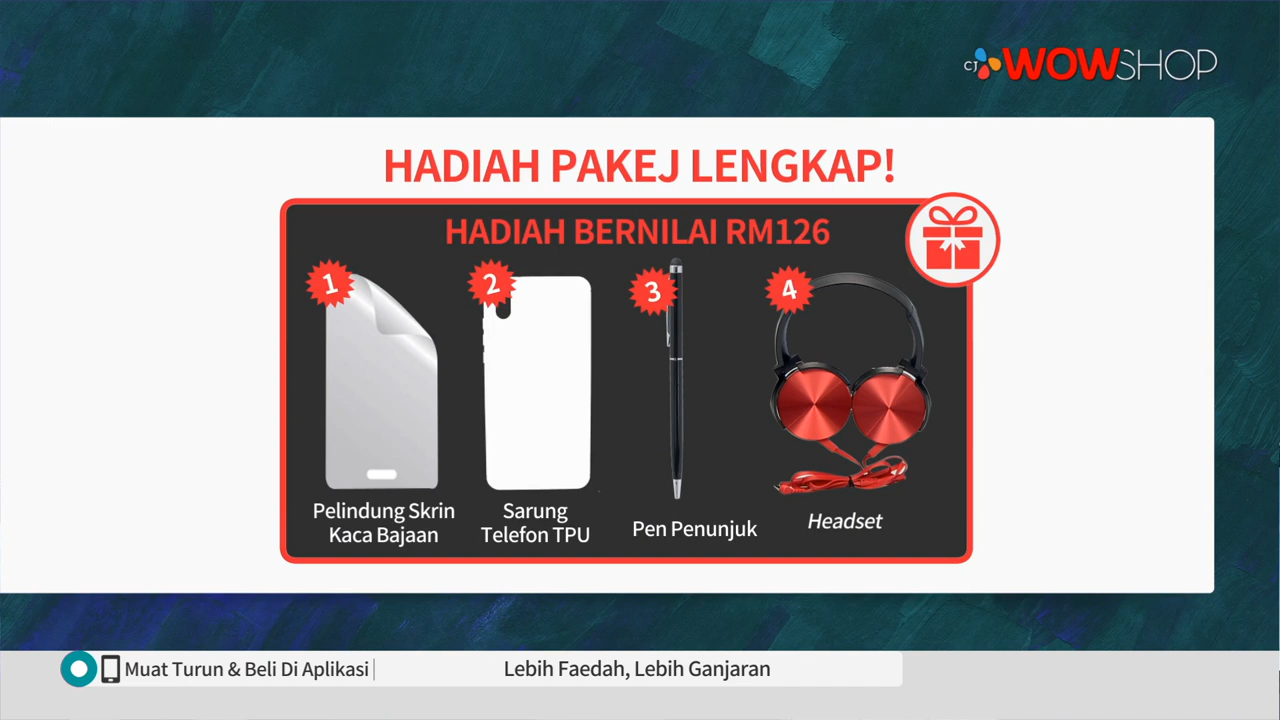 CJ WOWSHOP
HADIAH PAKEJ LENGKAP!
HADIAH BERNILAI RM126
1
2
3
4
Pelindung Skrin
Kaca Bajaan
Sarung
Telefon TPU
Pen Penunjuk
Headset
Muat Turun & Beli Di Aplikasi |
Lebih Faedah, Lebih Ganjaran